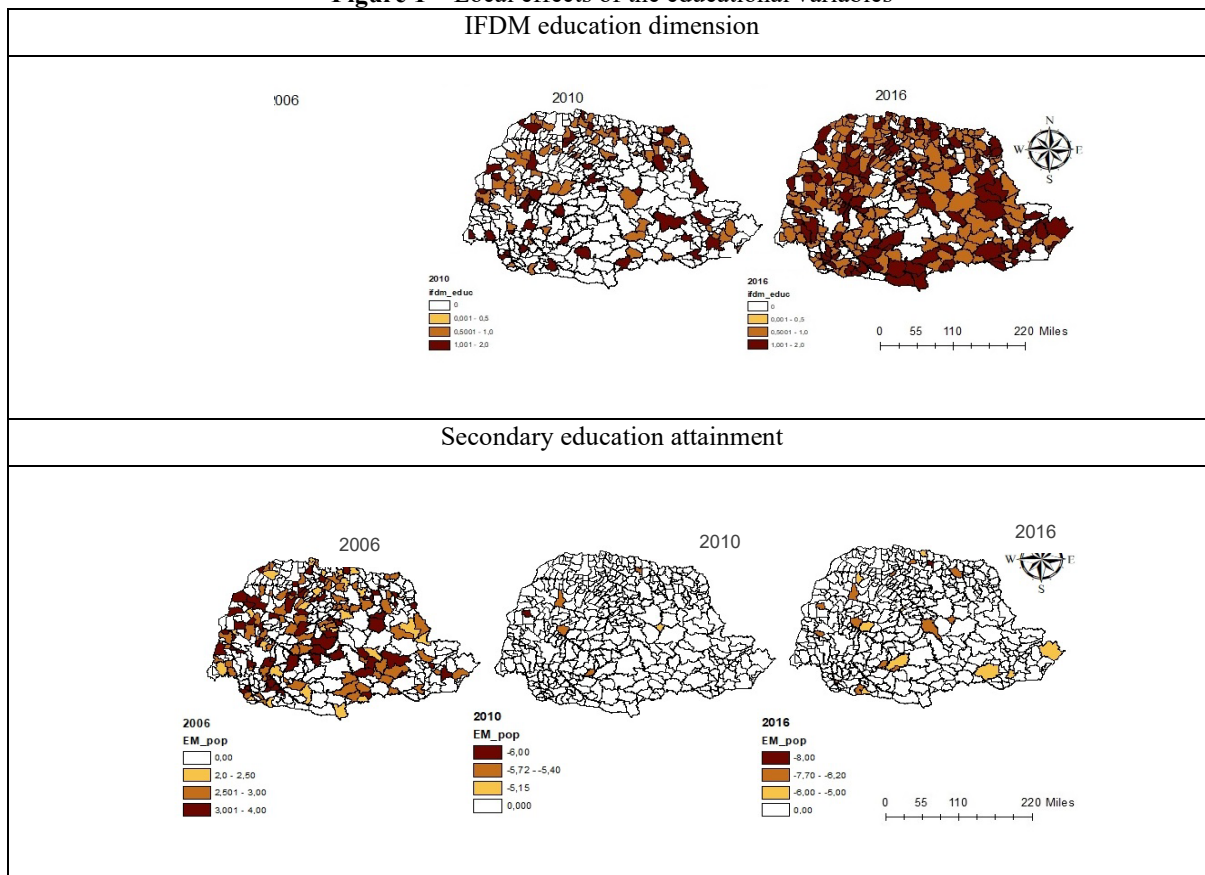 Figure 1 – Local effects of the educational variables
IFDM education dimension
2006
2010
2016
N
W E
S
2010
ifdm_educ
0
0,001 - 0,5
0,5001 - 1,0
1,001 - 2,0
2016
ifdm_educ
0
0,001 - 0,5
0,5001 - 1,0
1,001 - 2,0
0 55 110 220 Miles
Secondary education attainment
2006
2010
2016
W E
S
2006
EM_pop
0,00
2,0 - 2,50
2,501 - 3,00
3,001 - 4,00
2010
EM_pop
-6,00
-5,72 - -5,40
-5,15
0,000
2016
EM_pop
-8,00
-7,70 - -6,20
-6,00 - -5,00
0,00
0 55 110 220 Miles